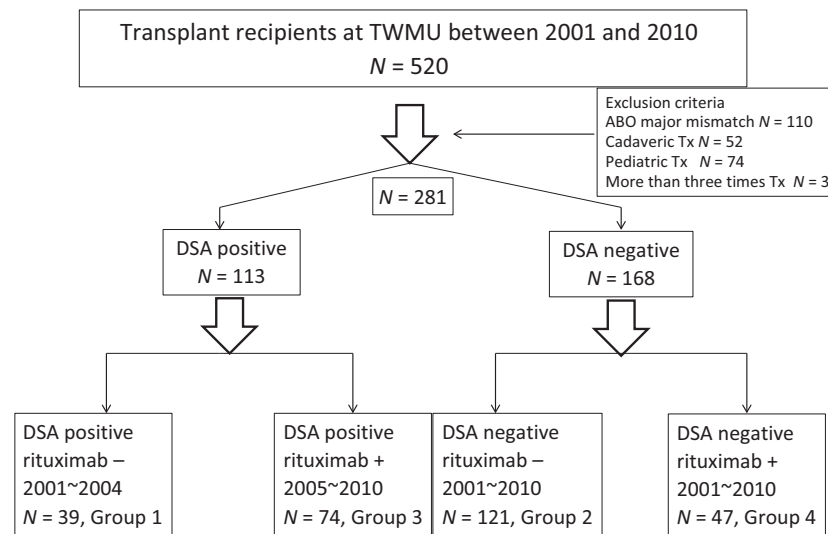 Transplant recipients at TWMU between 2001 and 2010
N = 520
Exclusion criteria
ABO major mismatch N = 110
Cadaveric Tx N = 52
Pediatric Tx N = 74
More than three times Tx N = 3
N = 281
DSA positive
N = 113
DSA negative
N = 168
DSA positive
rituximab –
2001~2004
N = 39, Group 1
DSA positive
rituximab +
2005~2010
N = 74, Group 3
DSA negative
rituximab –
2001~2010
N = 121, Group 2
DSA negative
rituximab +
2001~2010
N = 47, Group 4